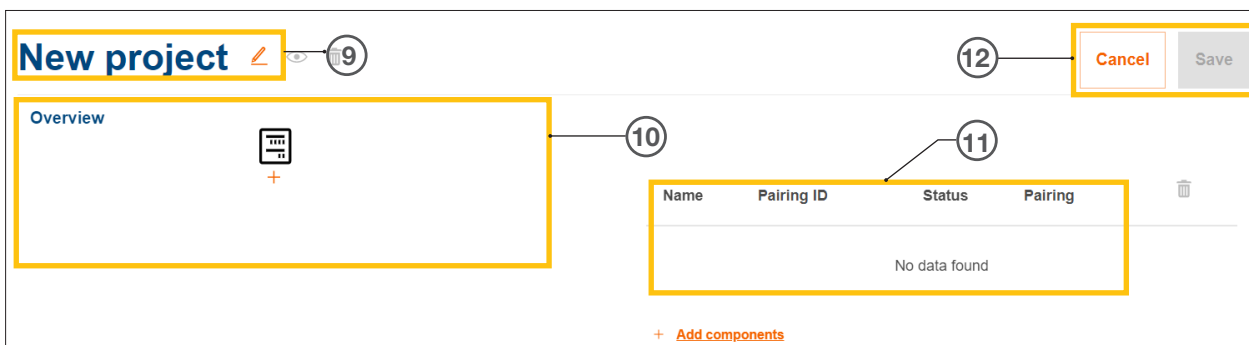 New project
9
12
Cancel
Save
Overview
10
11
Name Pairing ID Status Pairing
No data found
+ Add components